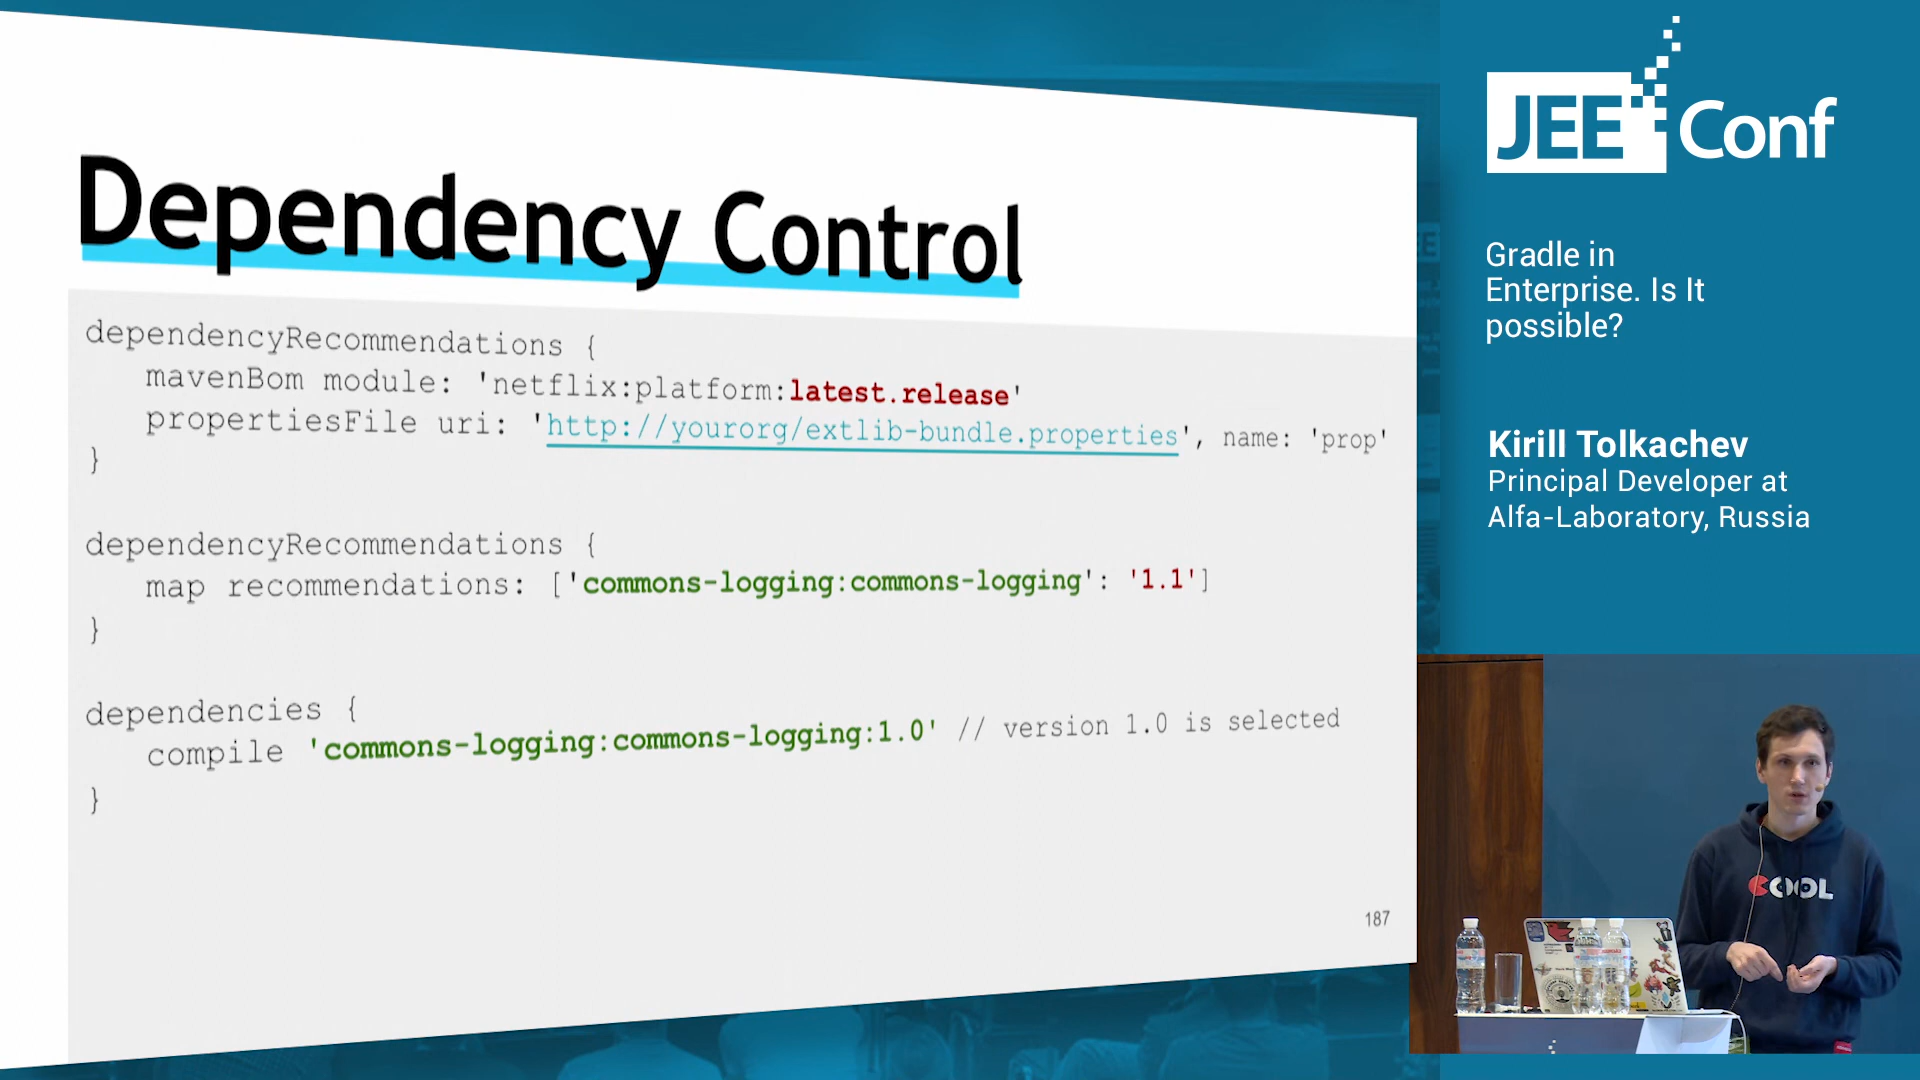 Dependency Control
dependencyRecommendations {
mavenBom module: 'netflix:platform:latest.release'
propertiesFile uri: 'http://yourorg/extlib-bundle.properties', name: 'prop'
}
dependencyRecommendations {
map recommendations: ['commons-logging:commons-logging': '1.1']
}
dependencies {
compile 'commons-logging:commons-logging:1.0' // version 1.0 is selected
}
187
JEE Conf
Gradle in
Enterprise. Is It
possible?
Kirill Tolkachev
Principal Developer at
Alfa-Laboratory, Russia
COOL